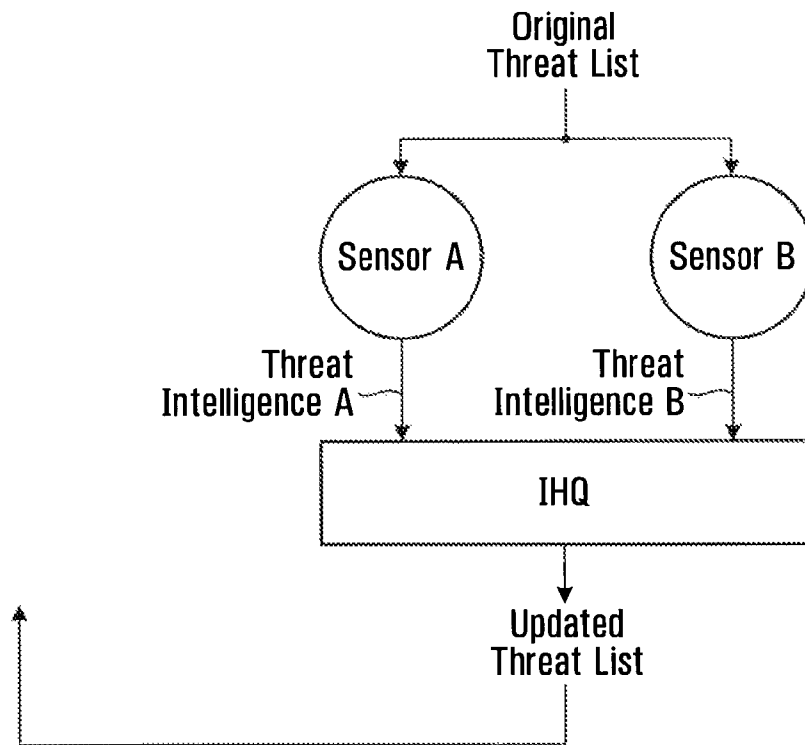 Original
Threat List
Sensor A
Sensor B
Threat
Intelligence A
Threat
Intelligence B
IHQ
Updated
Threat List